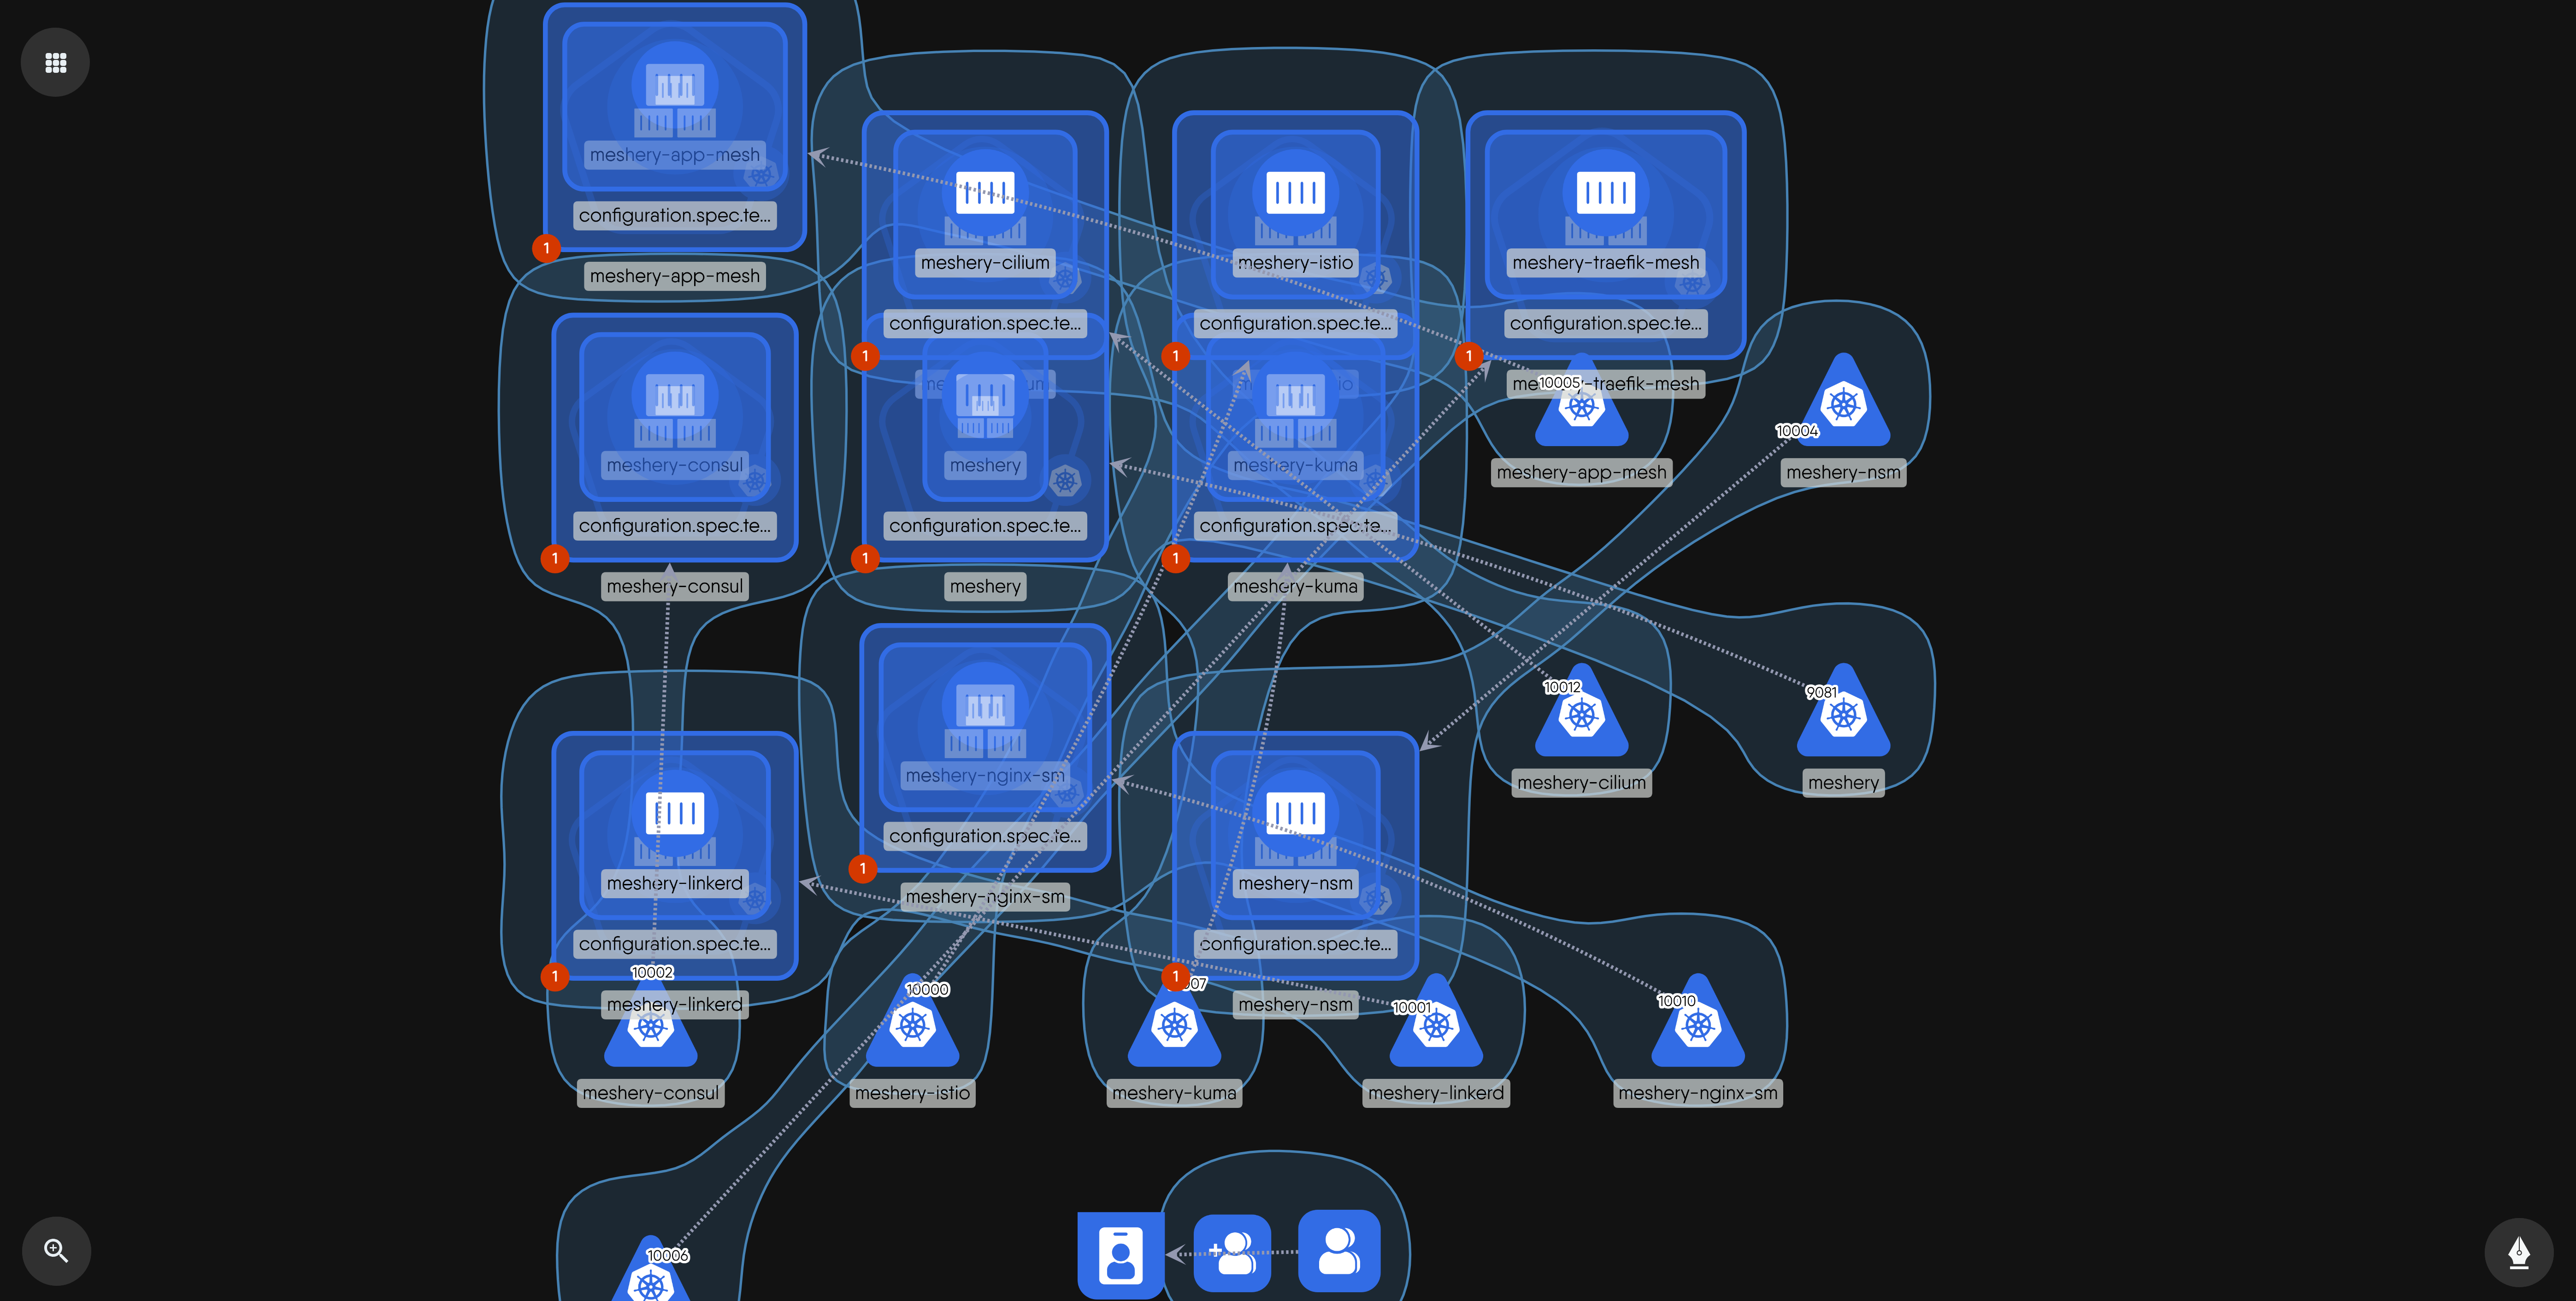 meshery-app-mesh
configuration.spec.te...
1
meshery-app-mesh
meshery-cilium
configuration.spec.te...
1
meshery-istio
configuration.spec.te...
1
meshery-traefik-mesh
configuration.spec.te...
1
meshery-traefik-mesh
10005
meshery-app-mesh
10004
meshery-nsm
meshery-consul
configuration.spec.te...
1
meshery-consul
meshery
configuration.spec.te...
1
meshery
meshery-kuma
configuration.spec.te...
1
meshery-kuma
meshery-nginx-sm
configuration.spec.te...
1
meshery-nginx-sm
10012
meshery-cilium
9081
meshery
meshery-linkerd
configuration.spec.te...
1
meshery-linkerd
meshery-nsm
configuration.spec.te...
1
meshery-nsm
10002
meshery-consul
10000
meshery-istio
meshery-kuma
10001
meshery-linkerd
10010
meshery-nginx-sm
10006